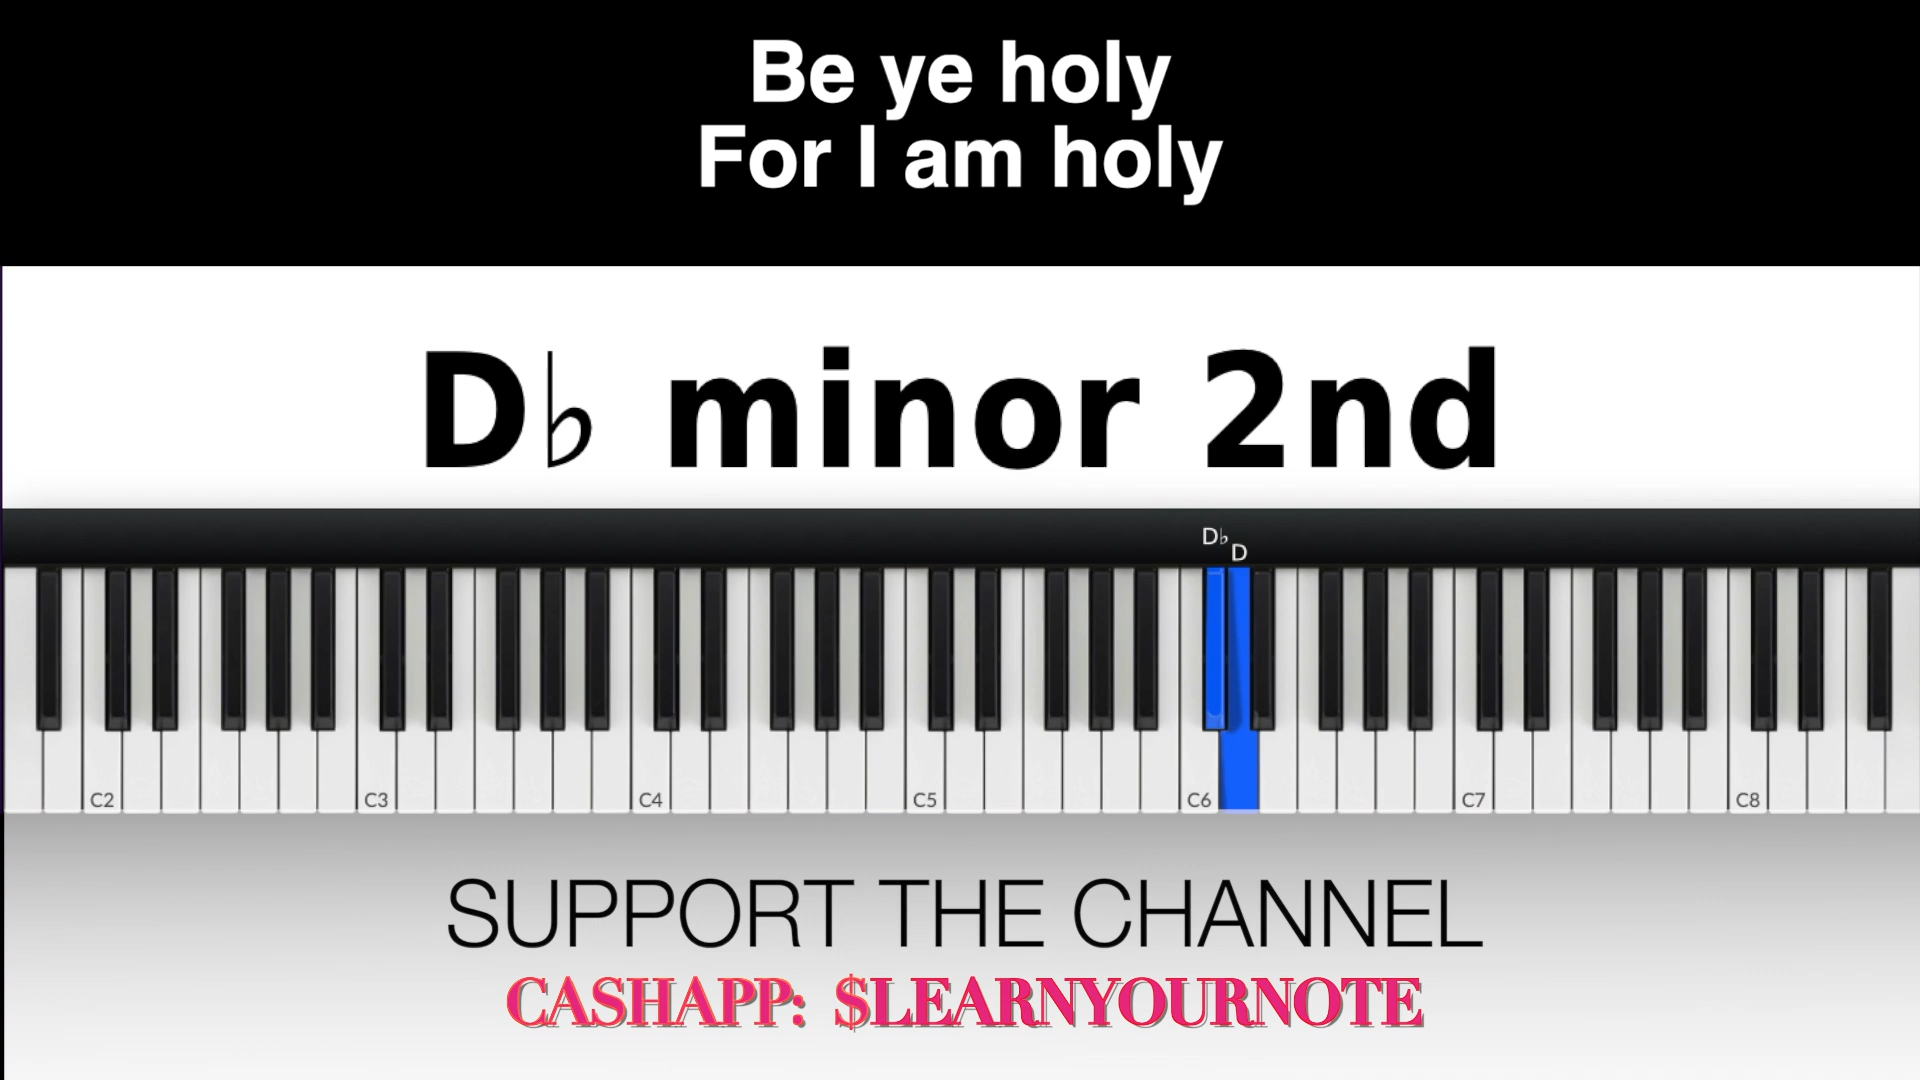 Be ye holy
For I am holy
D♭ minor 2nd
D♭
D
C2 C3 C4 C5 C6 C7 C8
SUPPORT THE CHANNEL
CASHAPP: $LEARNYOURNOTE